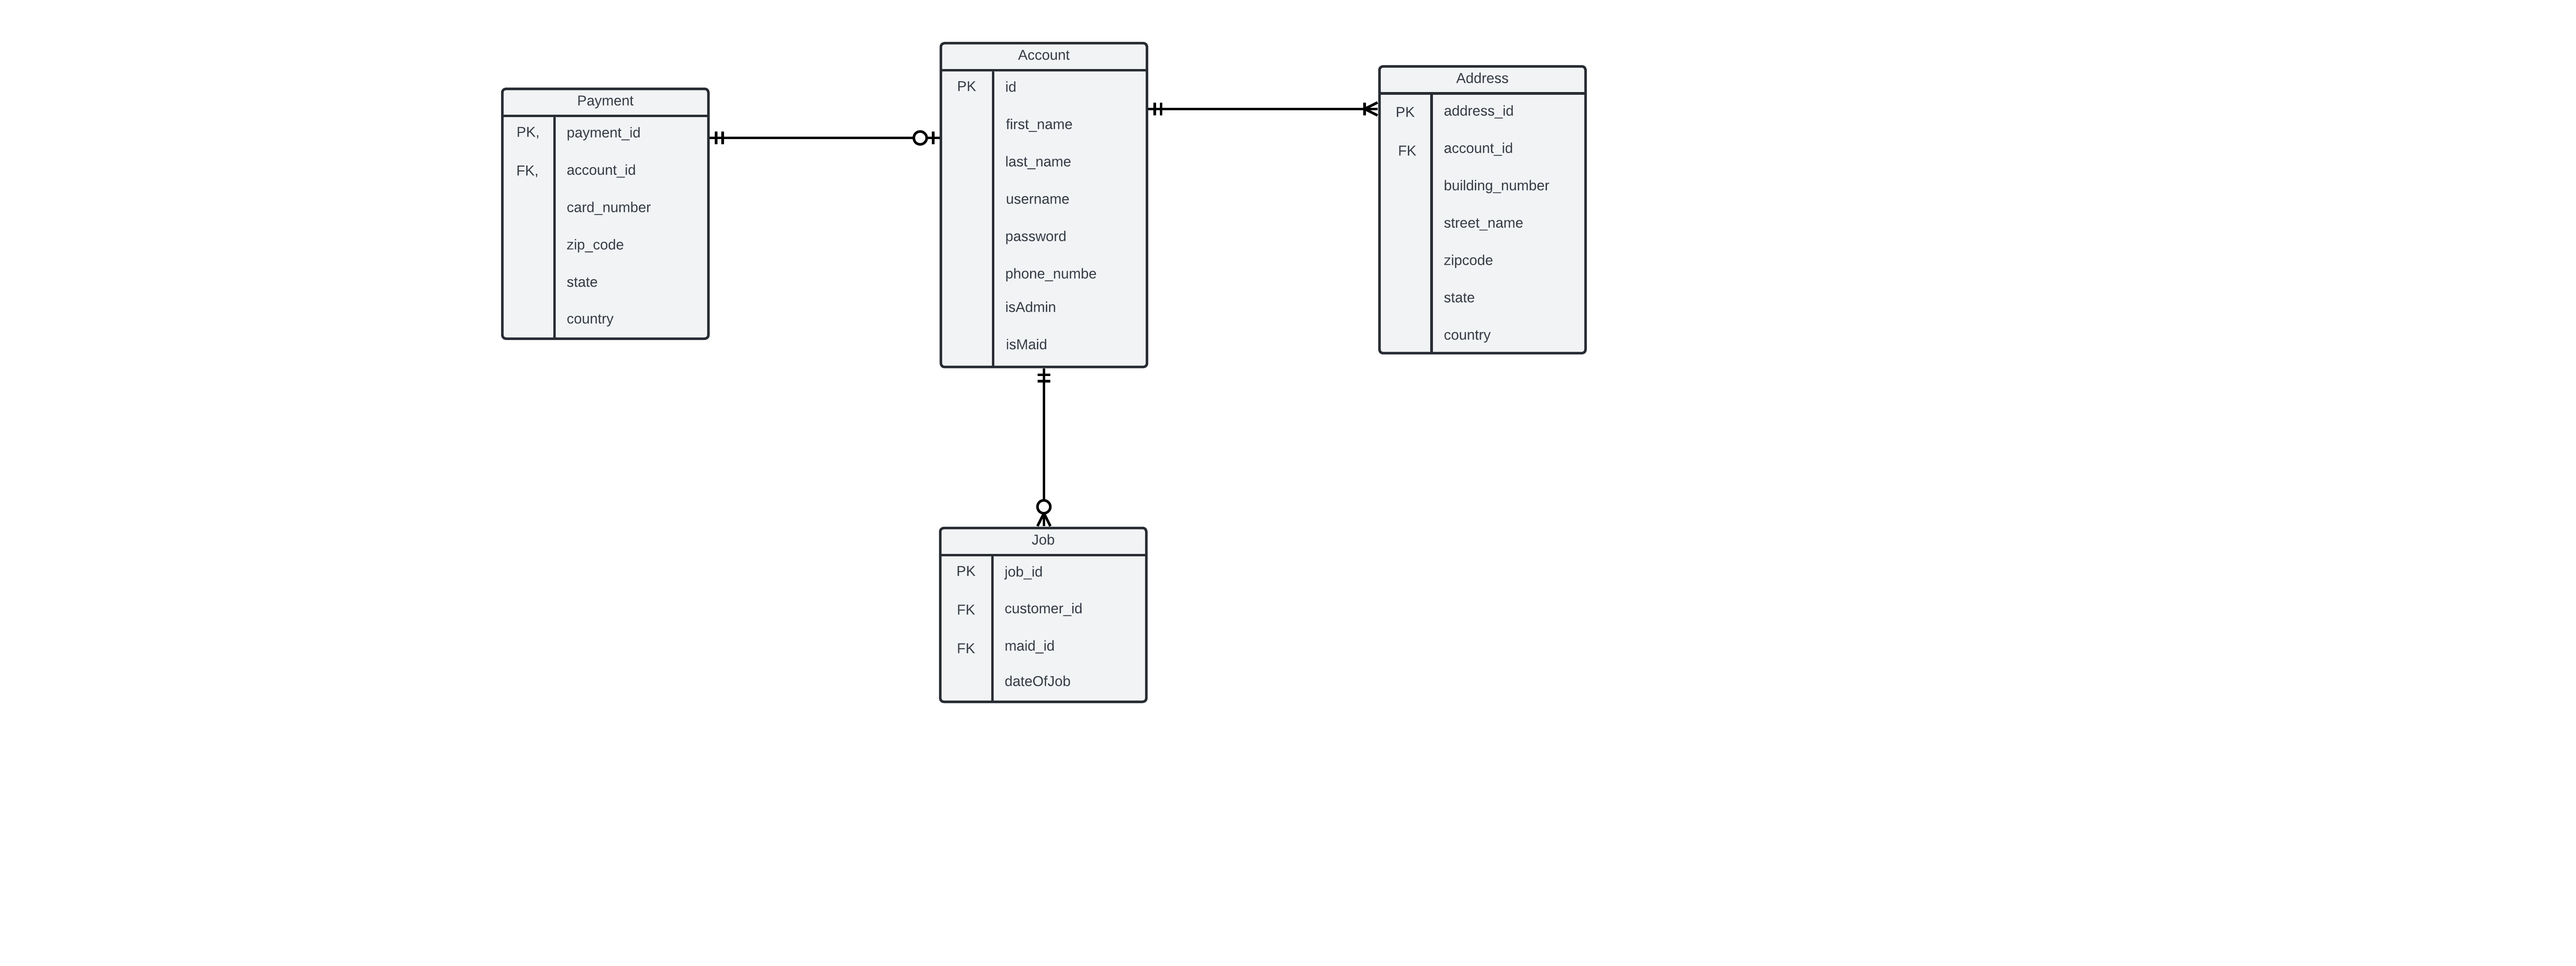 Payment
PK, payment_id
FK, account_id
card_number
zip_code
state
country
Account
PK id
first_name
last_name
username
password
phone_numbe
isAdmin
isMaid
Address
PK address_id
FK account_id
building_number
street_name
zipcode
state
country
Job
PK job_id
FK customer_id
FK maid_id
dateOfJob